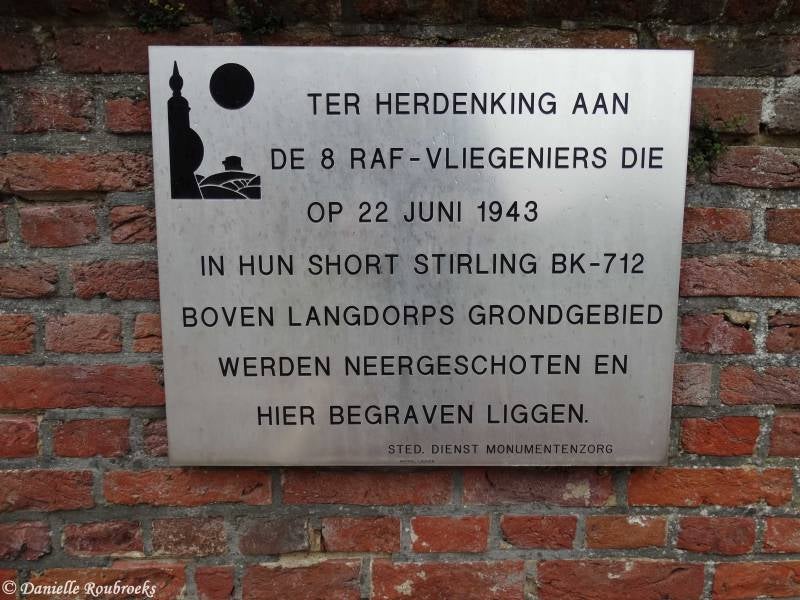 TER HERDENKING AAN
DE 8 RAF-VLIEGENIERS DIE
OP 22 JUNI 1943
IN HUN SHORT STIRLING BK-712
BOVEN LANGDORPS GRONDGEBIED
WERDEN NEERGESCHOTEN EN
HIER BEGRAVEN LIGGEN.
STED. DIENST MONUMENTENZORG
© Danielle Roubroeks